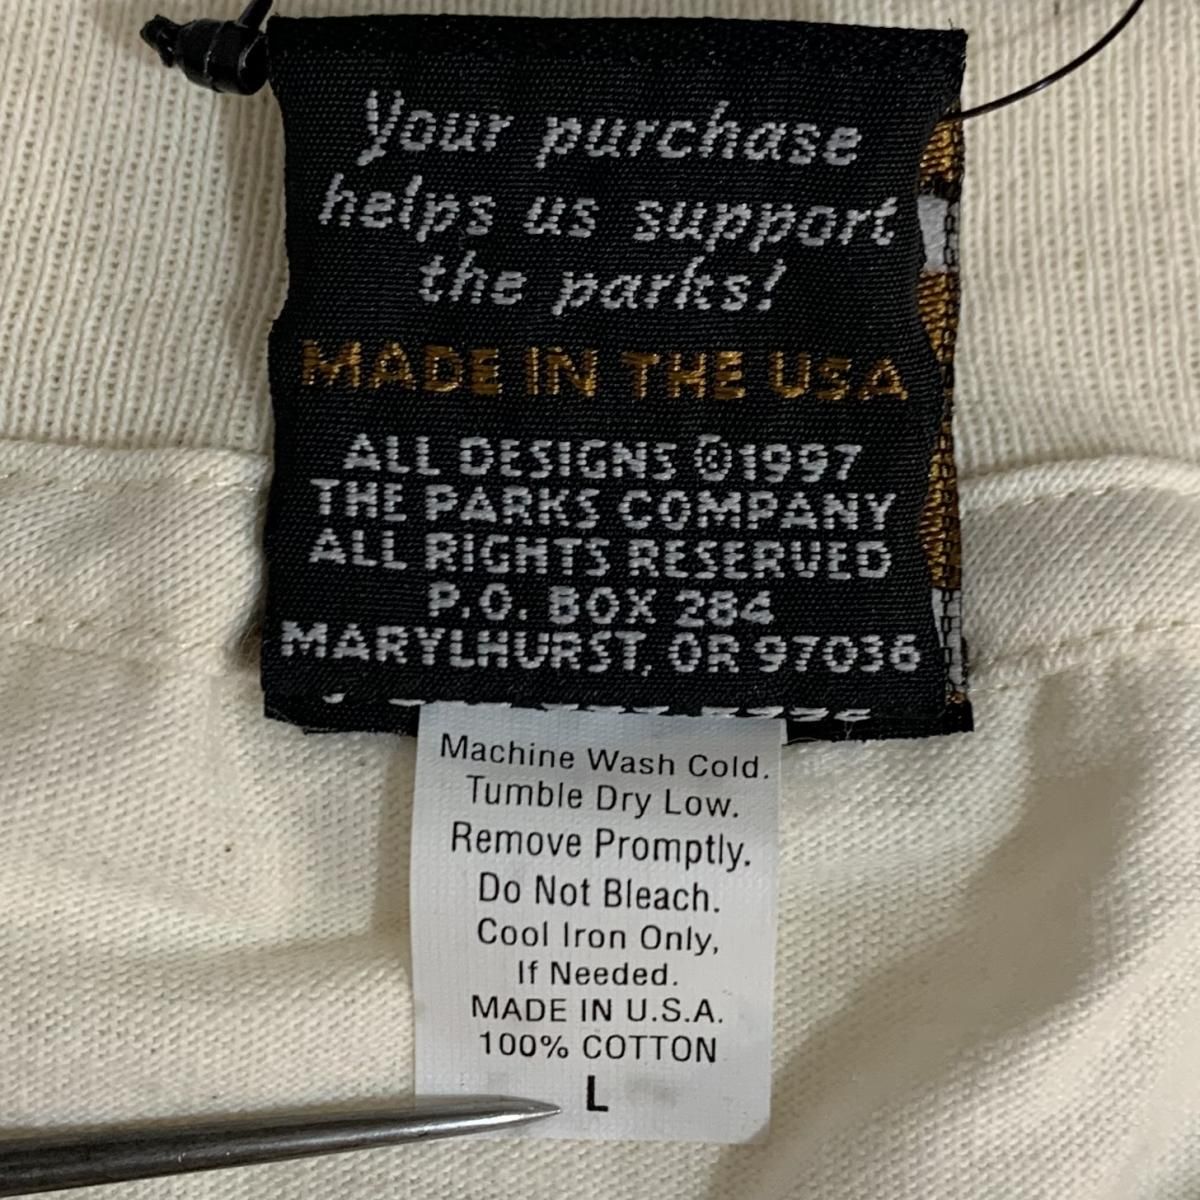 Your purchase
helps us support
the parks!
MADE IN THE USA
ALL DESIGNS ©1997
THE PARKS COMPANY
ALL RIGHTS RESERVED
P.O. BOX 284
MARYLHURST, OR 97036
Machine Wash Cold.
Tumble Dry Low.
Remove Promptly.
Do Not Bleach.
Cool Iron Only,
If Needed.
MADE IN U.S.A.
100% COTTON
L